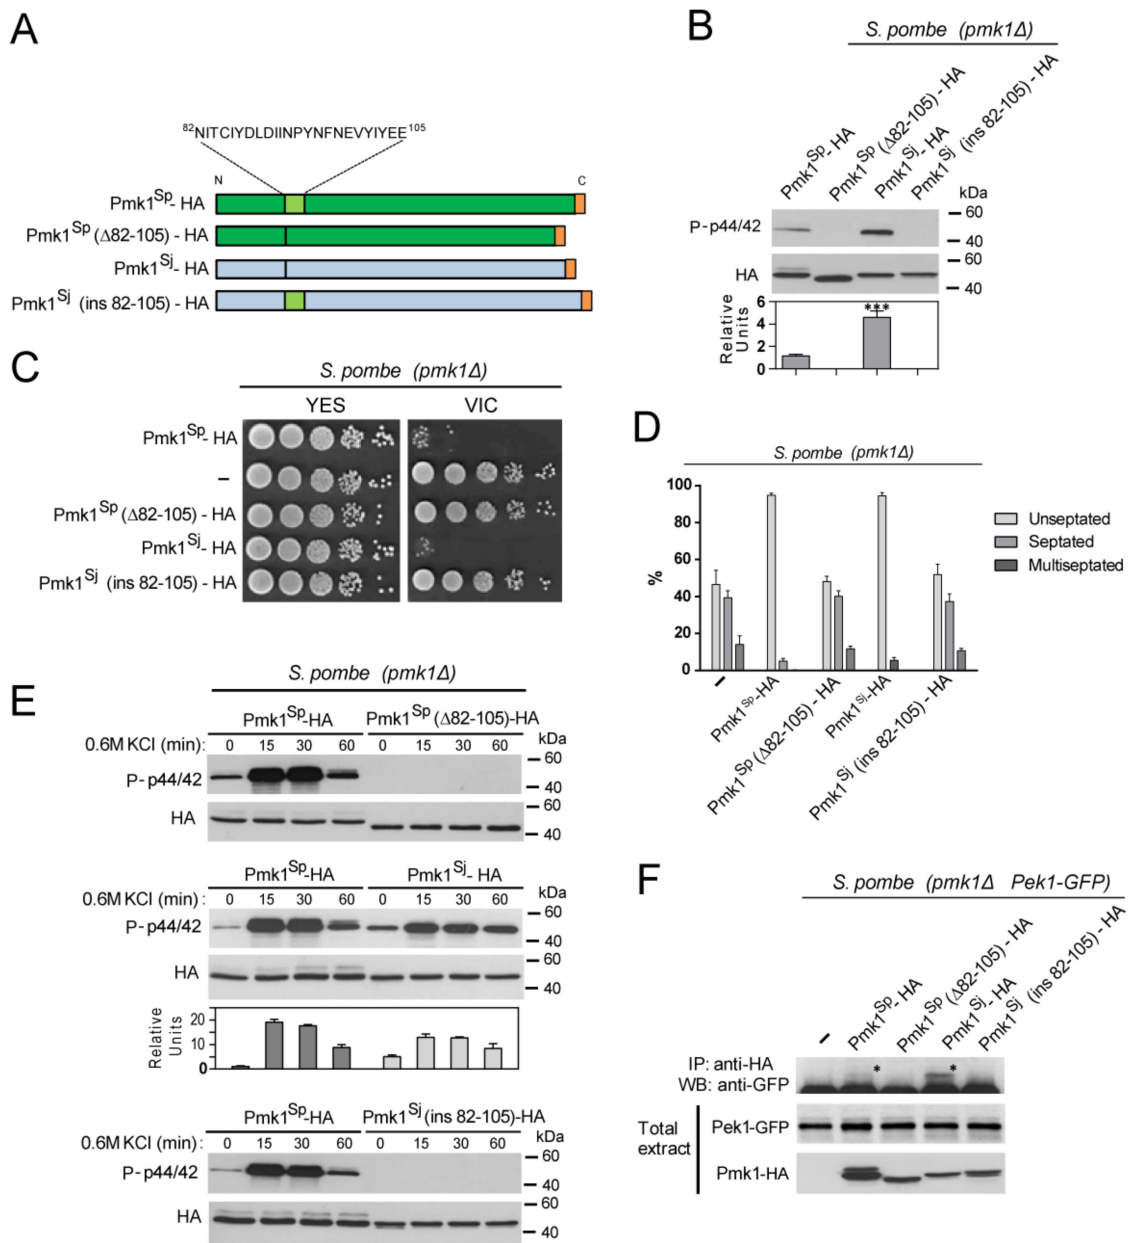 A
82NITCIYDLDIINPYNFNEVYIYEE105
N C
Pmk1Sp- HA
Pmk1Sp (Δ82-105) - HA
Pmk1Sj- HA
Pmk1Sj (ins 82-105) - HA
B
S. pombe (pmk1Δ)
Pmk1Sp- HA
Pmk1Sp (Δ82-105) - HA
Pmk1Sj- HA
Pmk1Sj (ins 82-105) - HA
kDa
P-p44/42
60
40
HA
60
40
Relative
Units
6
4
2
0
***
C
S. pombe (pmk1Δ)
YES VIC
Pmk1Sp- HA
–
Pmk1Sp (Δ82-105) - HA
Pmk1Sj- HA
Pmk1Sj (ins 82-105) - HA
D
S. pombe (pmk1Δ)
%
100
80
60
40
20
0
Unseptated
Septated
Multiseptated
–
Pmk1Sp-HA
Pmk1Sp (Δ82-105) - HA
Pmk1Sj-HA
Pmk1Sj (ins 82-105) - HA
E
S. pombe (pmk1Δ)
Pmk1Sp-HA Pmk1Sp (Δ82-105)-HA
0.6M KCl (min): 0 15 30 60 0 15 30 60 kDa
P-p44/42
60
40
HA
60
40
Pmk1Sp-HA Pmk1Sj- HA
0.6M KCl (min): 0 15 30 60 0 15 30 60 kDa
P-p44/42
60
40
HA
60
40
Relative
Units
20
10
0
Pmk1Sp-HA Pmk1Sj (ins 82-105)-HA
0.6M KCl (min): 0 15 30 60 0 15 30 60 kDa
P-p44/42
60
40
HA
60
40
F
S. pombe (pmk1Δ Pek1-GFP)
–
Pmk1Sp- HA
Pmk1Sp (Δ82-105) - HA
Pmk1Sj- HA
Pmk1Sj (ins 82-105) - HA
IP: anti-HA
WB: anti-GFP
* *
Total
extract
Pek1-GFP
Pmk1-HA